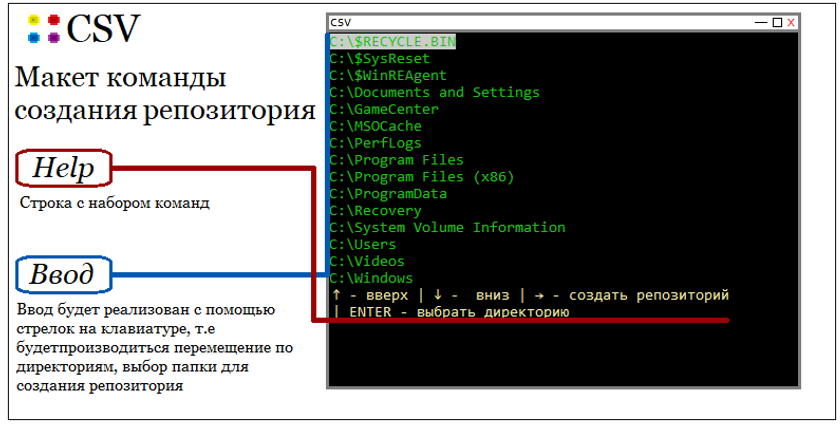 CSV
Макет команды
создания репозитория
Help
Строка с набором команд
Ввод
Ввод будет реализован с помощью
стрелок на клавиатуре, т.е
будетпроизводиться перемещение по
директориям, выбор папки для
создания репозитория
CSV
C:\$RECYCLE.BIN
C:\$SysReset
C:\$WinREAgent
C:\Documents and Settings
C:\GameCenter
C:\MSOCache
C:\PerfLogs
C:\Program Files
C:\Program Files (x86)
C:\ProgramData
C:\Recovery
C:\System Volume Information
C:\Users
C:\Videos
C:\Windows
↑ - вверх | ↓ -  вниз | → - создать репозиторий
| ENTER - выбрать директорию